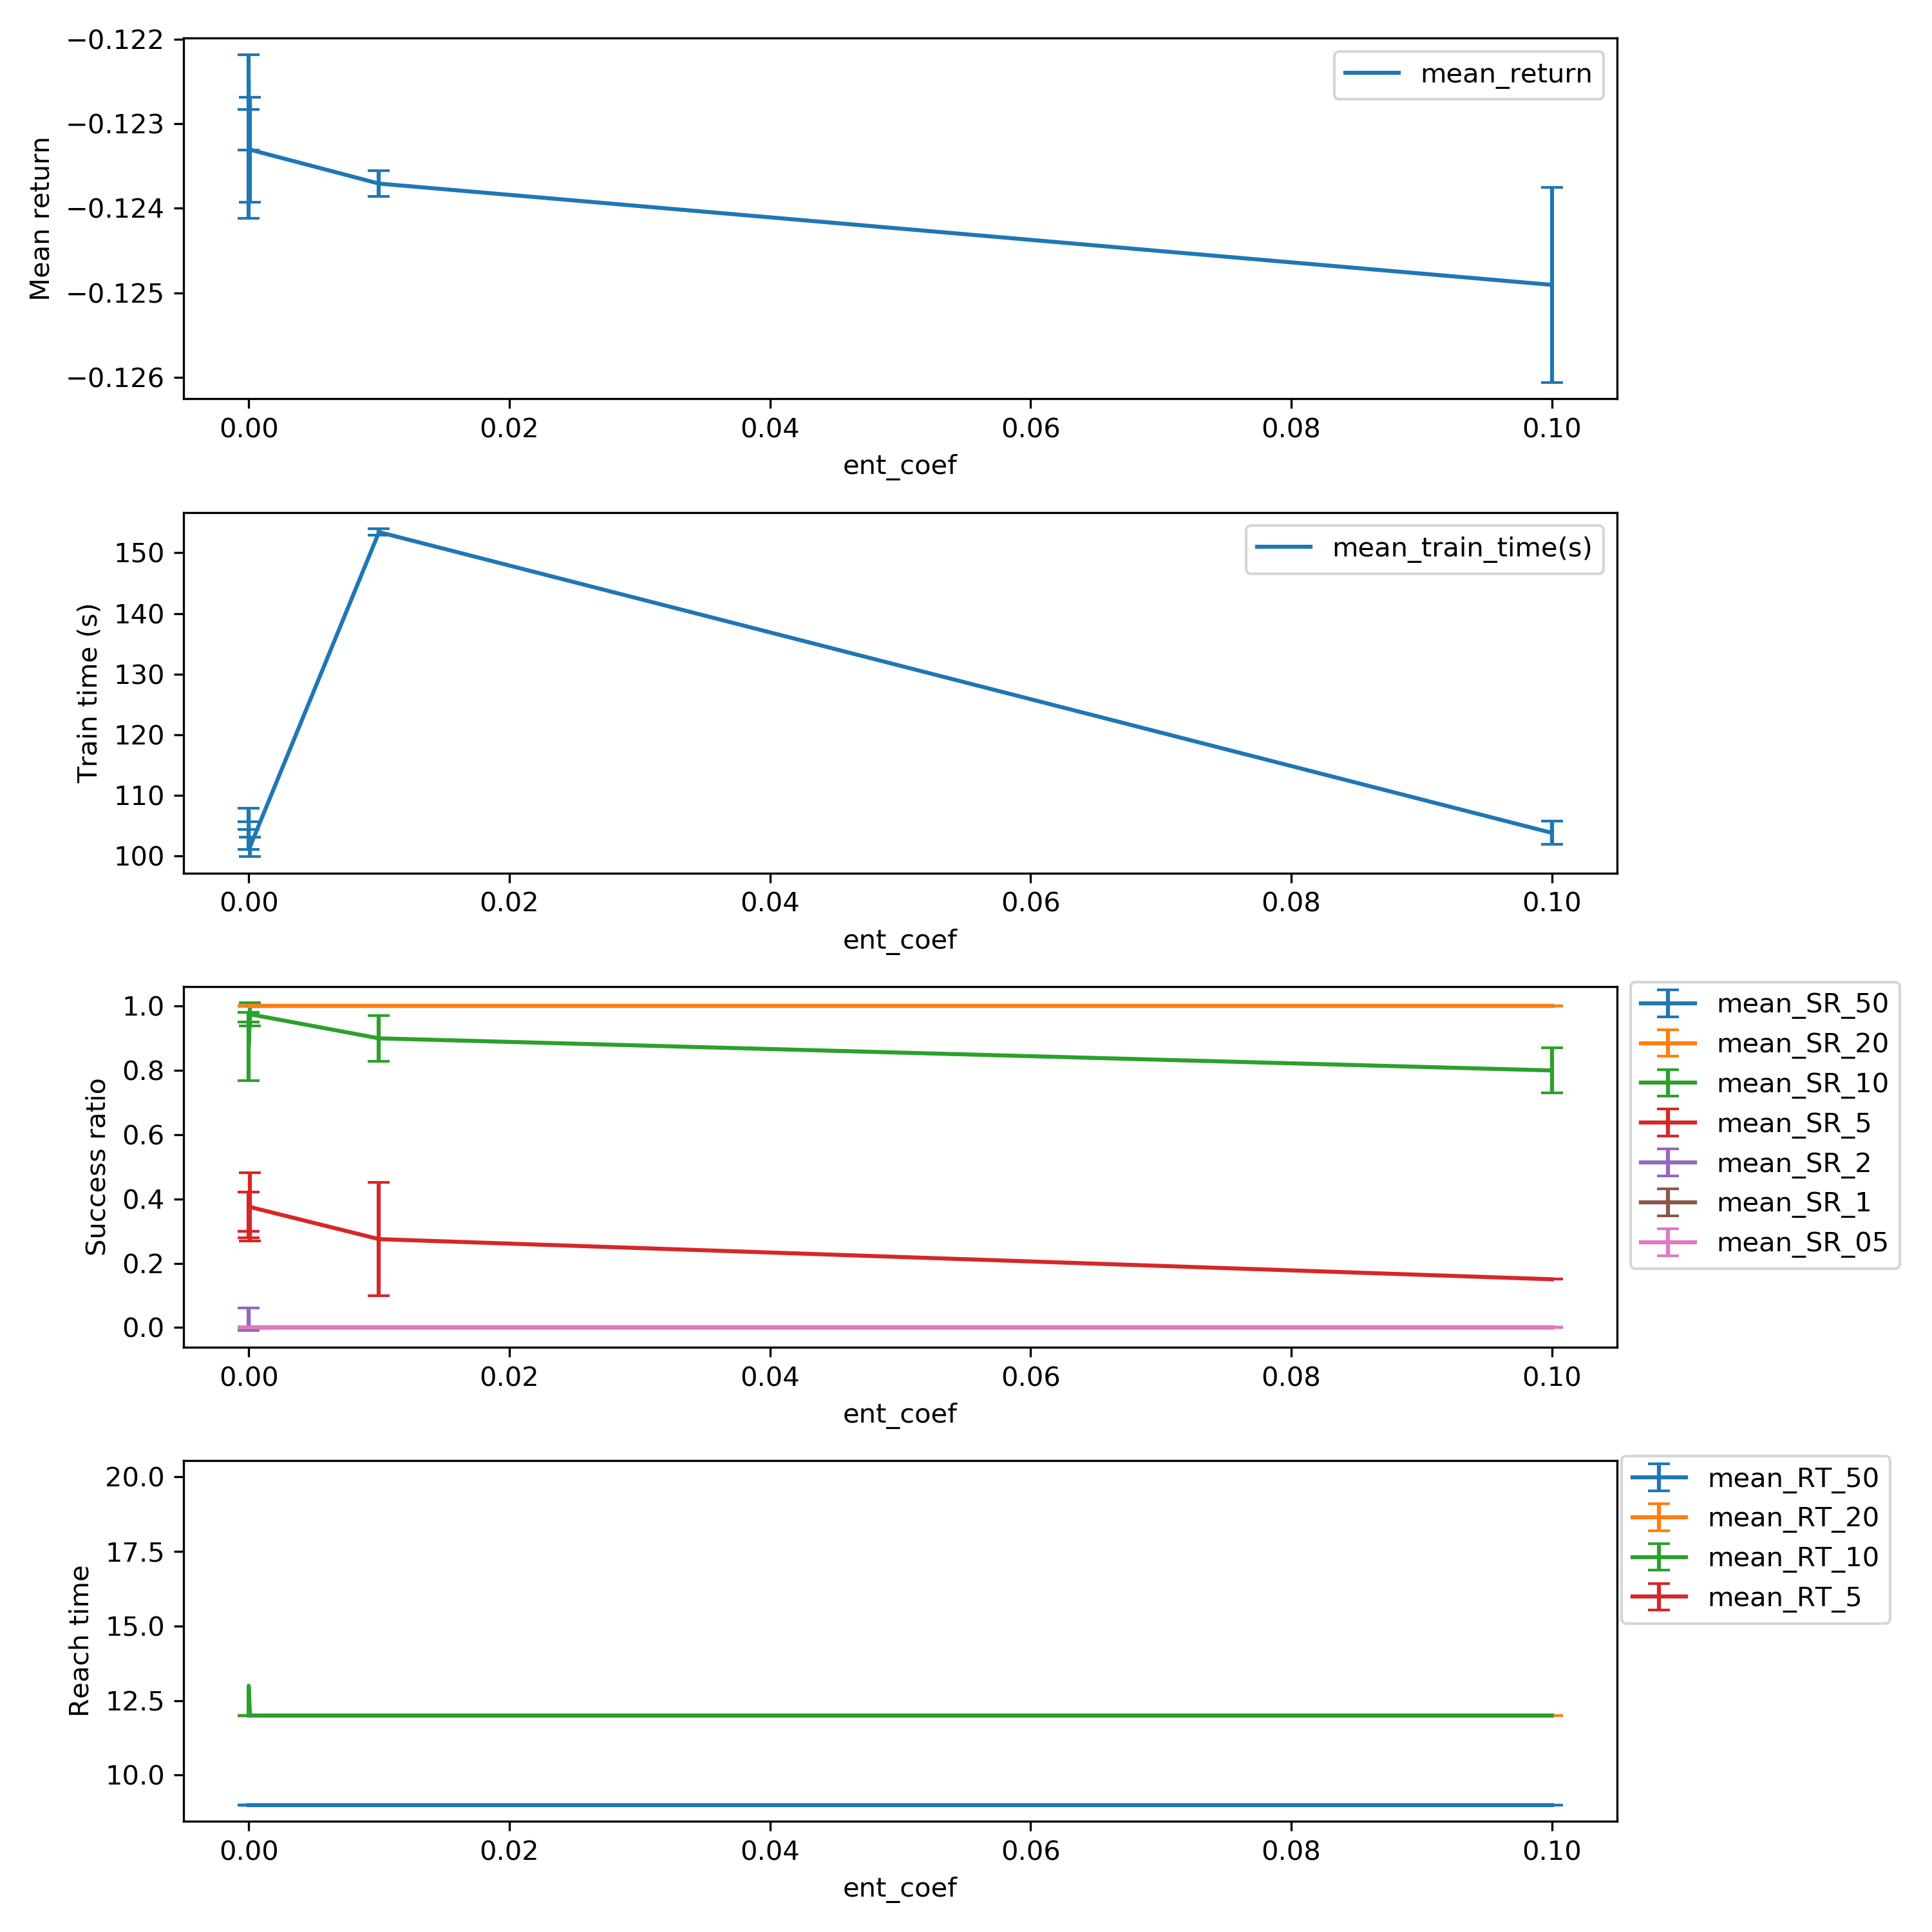 −0.122
−0.123
−0.124
−0.125
−0.126
Mean return
mean_return
0.00 0.02 0.04 0.06 0.08 0.10
ent_coef
150
140
130
120
110
100
Train time (s)
mean_train_time(s)
0.00 0.02 0.04 0.06 0.08 0.10
ent_coef
1.0
0.8
0.6
0.4
0.2
0.0
Success ratio
mean_SR_50
mean_SR_20
mean_SR_10
mean_SR_5
mean_SR_2
mean_SR_1
mean_SR_05
0.00 0.02 0.04 0.06 0.08 0.10
ent_coef
20.0
17.5
15.0
12.5
10.0
Reach time
mean_RT_50
mean_RT_20
mean_RT_10
mean_RT_5
0.00 0.02 0.04 0.06 0.08 0.10
ent_coef